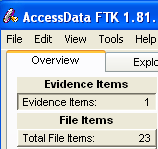 AccessData FTK 1.81.
File Edit View Tools Help
Overview Explo
Evidence Items
Evidence Items: 1
File Items
Total File Items: 23